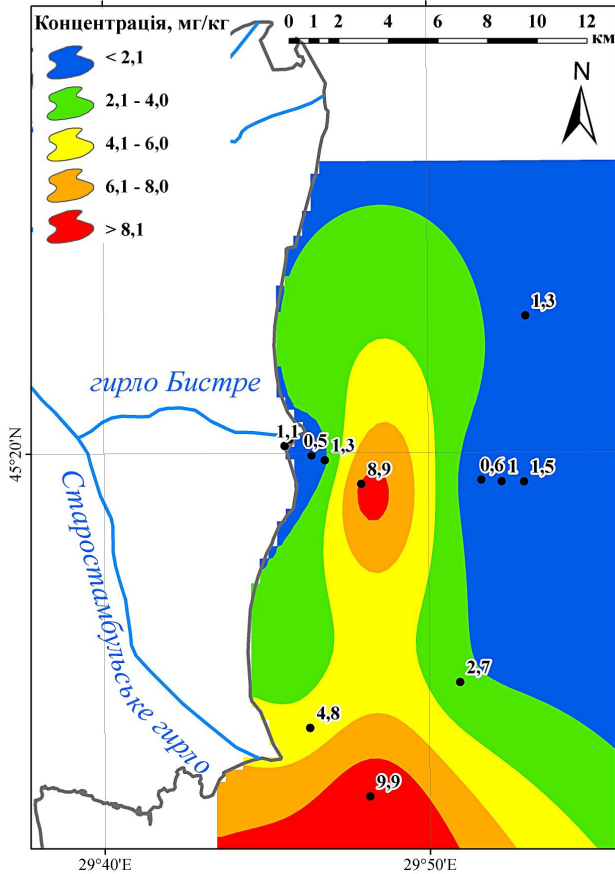 Концентрація, мг/кг
0 1 2 4 6 8 10 12
км
< 2,1
2,1 - 4,0
4,1 - 6,0
6,1 - 8,0
> 8,1
N
1,3
гирло Бистре
1,1
0,5
1,3
8,9
0,6
1
1,5
45°20'N
Старостамбульське гирло
2,7
4,8
9,9
29°40'E
29°50'E